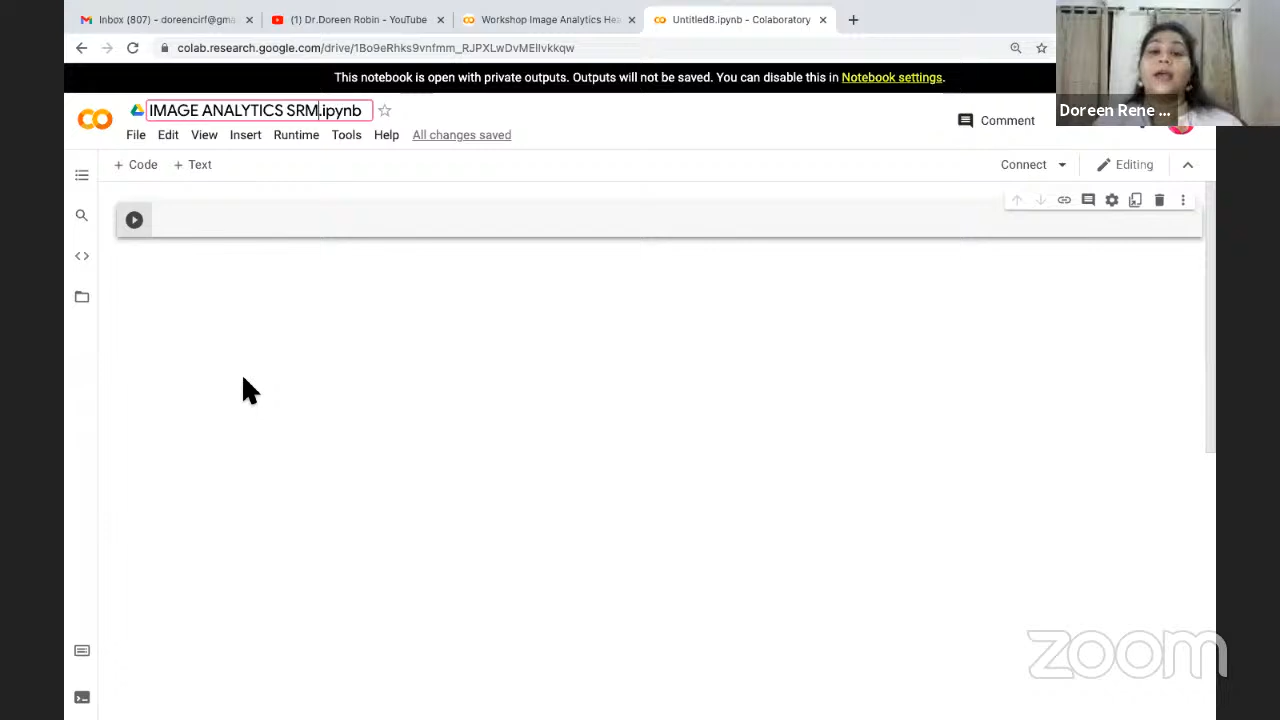 Inbox (807) - doreencirf@gma
(1) Dr.Doreen Robin - YouTube
Workshop Image Analytics Hea
Untitled8.ipynb - Colaboratory
colab.research.google.com/drive/1Bo9eRhks9vnfmm_RJPXLwDvMEIIvkkqw
This notebook is open with private outputs. Outputs will not be saved. You can disable this in Notebook settings.
IMAGE ANALYTICS SRM.ipynb
Comment
Doreen Rene ...
File Edit View Insert Runtime Tools Help All changes saved
+ Code + Text
Connect
Editing
zoom